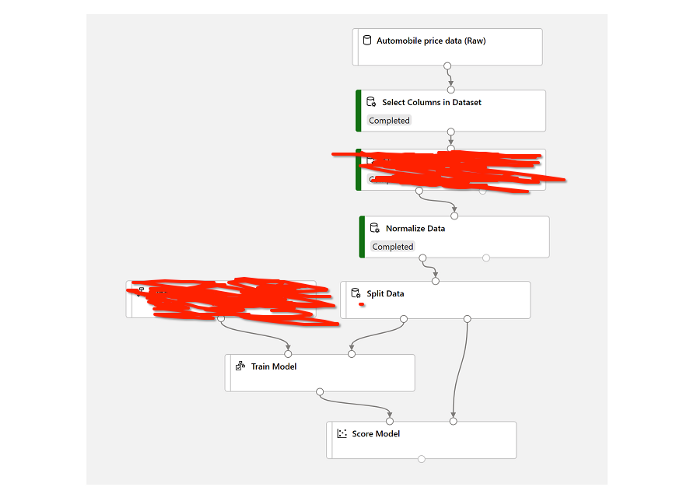 Automobile price data (Raw)
Select Columns in Dataset
Completed
Normalize Data
Completed
Split Data
Train Model
Score Model